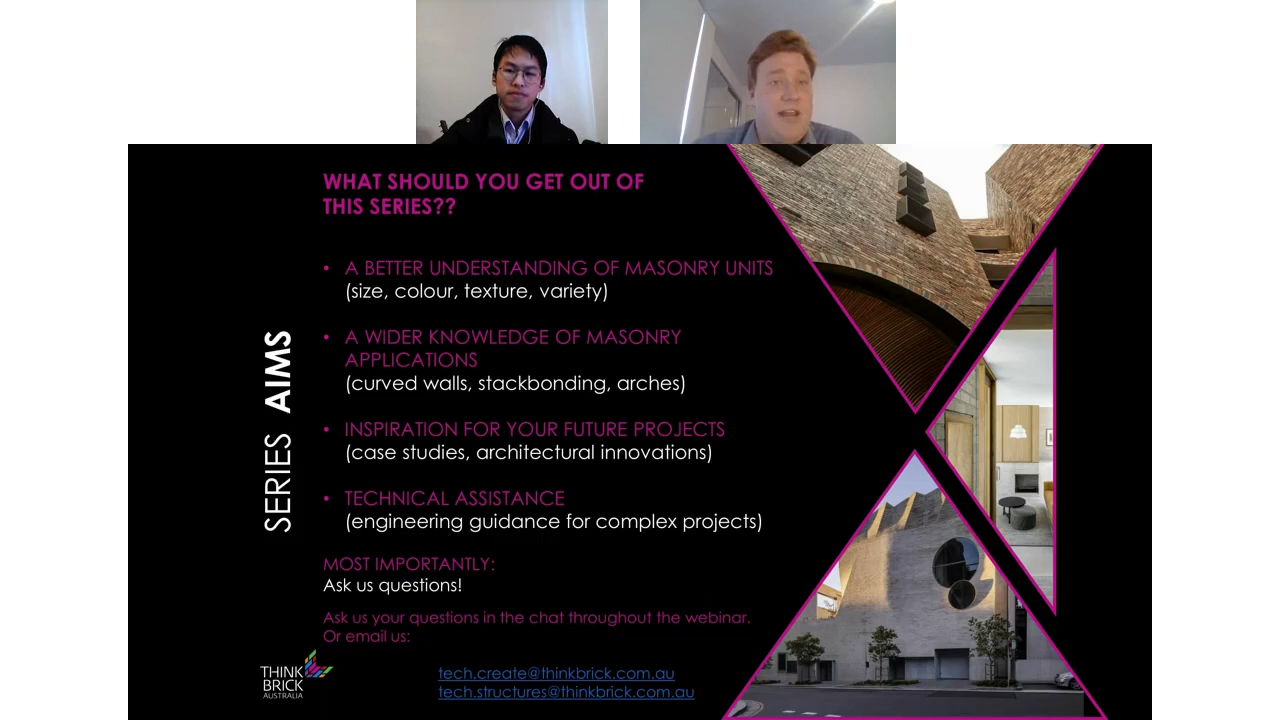 WHAT SHOULD YOU GET OUT OF
THIS SERIES??
• A BETTER UNDERSTANDING OF MASONRY UNITS
(size, colour, texture, variety)
• A WIDER KNOWLEDGE OF MASONRY
APPLICATIONS
(curved walls, stackbonding, arches)
• INSPIRATION FOR YOUR FUTURE PROJECTS
(case studies, architectural innovations)
• TECHNICAL ASSISTANCE
(engineering guidance for complex projects)
SERIES AIMS
MOST IMPORTANTLY:
Ask us questions!
Ask us your questions in the chat throughout the webinar.
Or email us:
THINK
BRICK
AUSTRALIA
tech.create@thinkbrick.com.au
tech.structures@thinkbrick.com.au